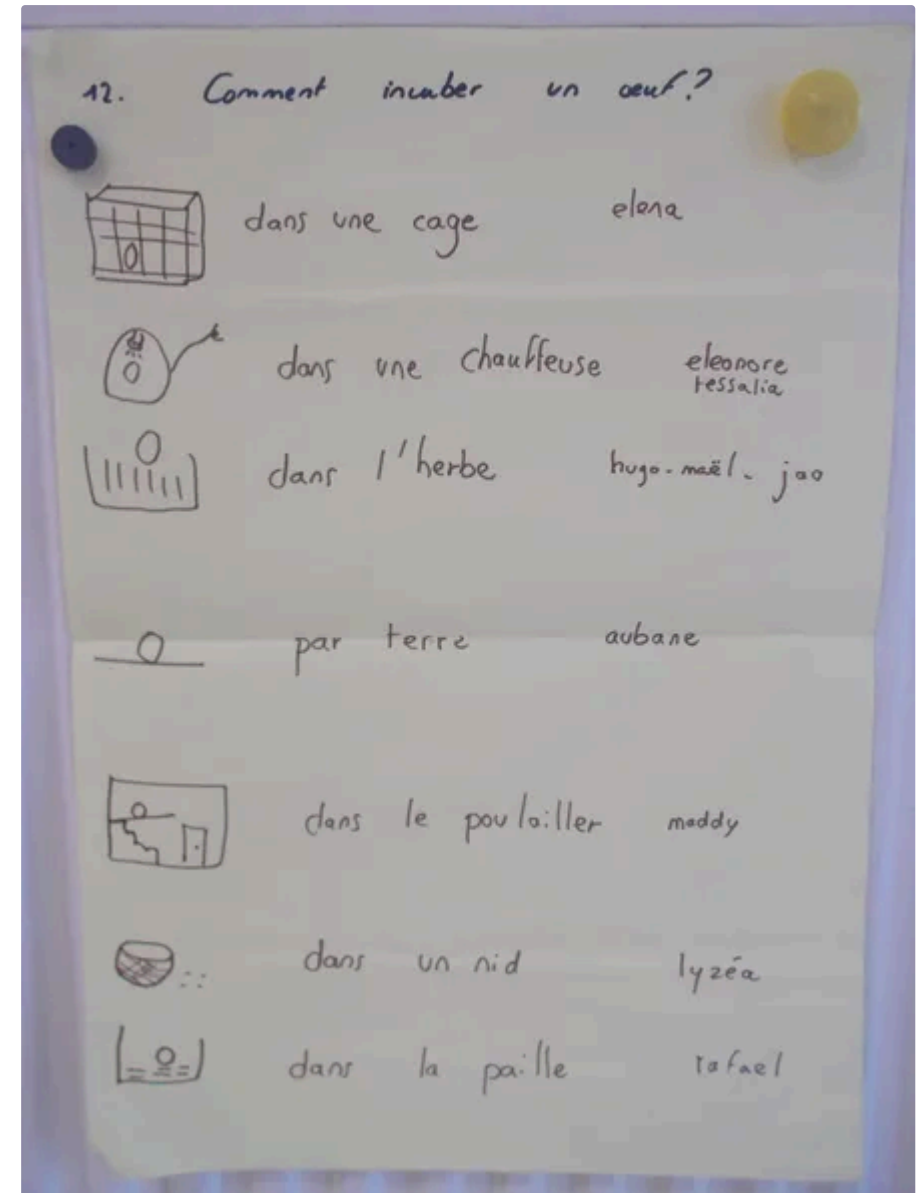 12. Comment incuber un oeuf?
dans une cage elena
dans une chauffeuse eleonore
tessalia
dans l'herbe hugo-maël-jao
par terre aubane
dans le poulailler maddy
dans un nid lyzéa
dans la paille rafael